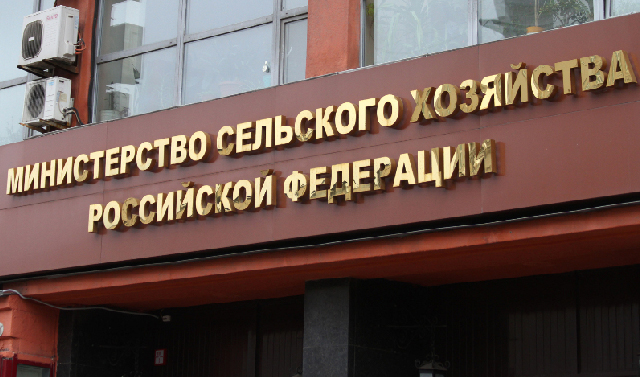 МИНИСТЕРСТВО СЕЛЬСКОГО ХОЗЯЙСТВА
РОССИЙСКОЙ ФЕДЕРАЦИИ